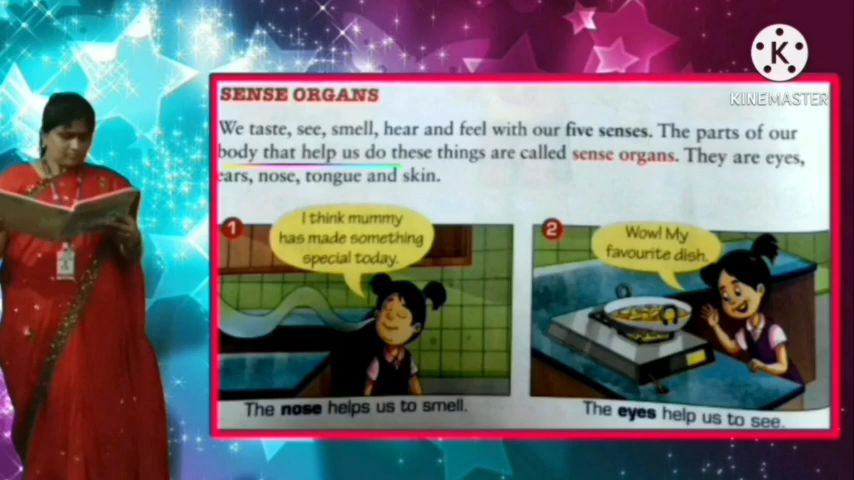 K
KINEMASTER
SENSE ORGANS
We taste, see, smell, hear and feel with our five senses. The parts of our
body that help us do these things are called sense organs. They are eyes,
ears, nose, tongue and skin.
1
I think mummy
has made something
special today.
2
Wow! My
favourite dish.
The nose helps us to smell.
The eyes help us to see.